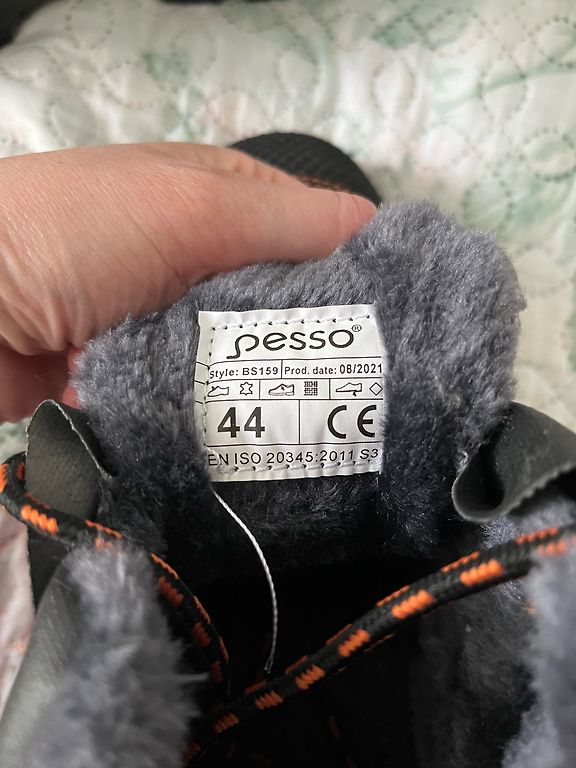 pesso®
Style: BS159 Prod. date: 08/2021
44 CE
EN ISO 20345:2011 S3